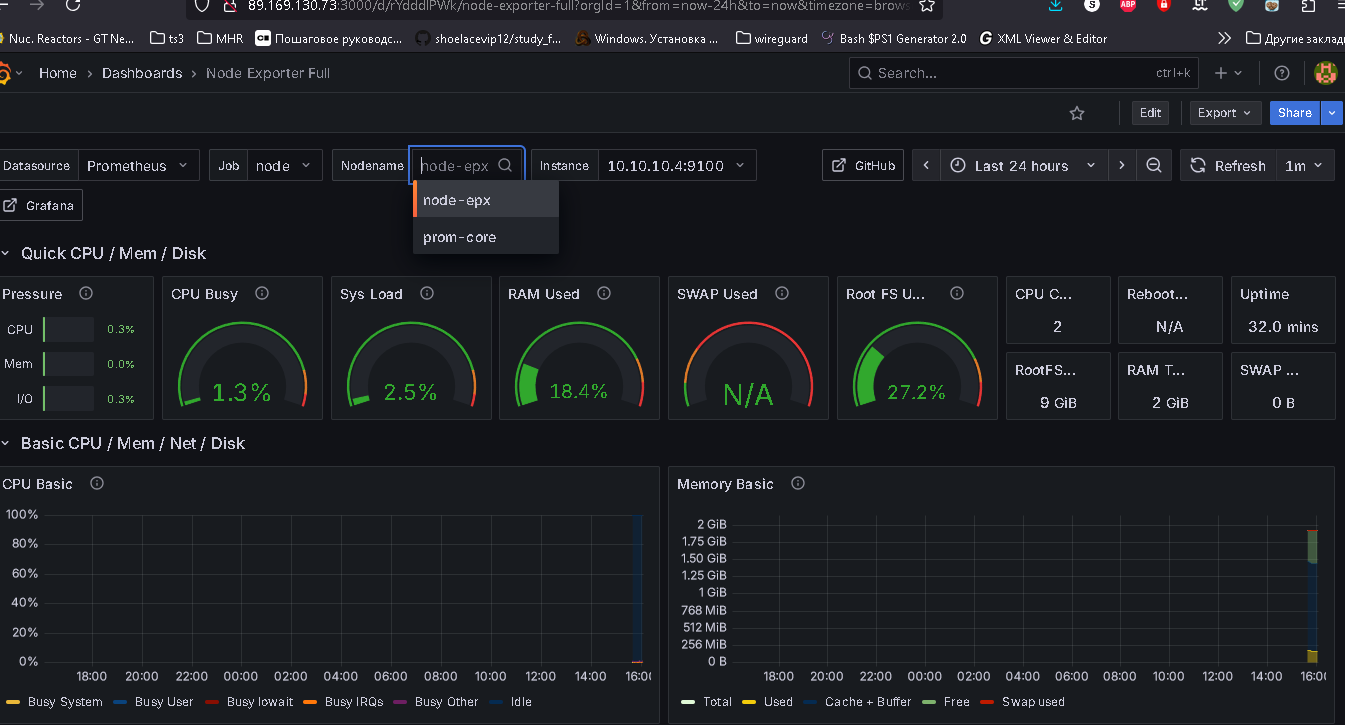 89.169.130.73:3000/d/rYdddlPWk/node-exporter-full?orgId=1&from=now-24h&to=now&timezone=brows
S ABP
Nuc. Reactors - GT Ne... ts3 MHR Пошаговое руководс... shoelacevip12/study_f... Windows. Установка ... wireguard Bash $PS1 Generator 2.0 XML Viewer & Editor Другие заклад
Home › Dashboards › Node Exporter Full Search... ctrl+k
Edit Export Share
Datasource Prometheus Job node Nodename node-epx Instance 10.10.10.4:9100 GitHub Last 24 hours Refresh 1m
Grafana
node-epx
prom-core
Quick CPU / Mem / Disk
Pressure CPU Busy Sys Load RAM Used SWAP Used Root FS U... CPU C... Reboot... Uptime
2 N/A 32.0 mins
CPU 0.3%
Mem 0.0%
I/O 0.3%
1.3% 2.5% 18.4% N/A 27.2%
RootFS... RAM T... SWAP ...
9 GiB 2 GiB 0 B
Basic CPU / Mem / Net / Disk
CPU Basic
100%
80%
60%
40%
20%
0%
18:00 20:00 22:00 00:00 02:00 04:00 06:00 08:00 10:00 12:00 14:00 16:00
Busy System Busy User Busy Iowait Busy IRQs Busy Other Idle
Memory Basic
2 GiB
1.75 GiB
1.50 GiB
1.25 GiB
1 GiB
768 MiB
512 MiB
256 MiB
0 B
18:00 20:00 22:00 00:00 02:00 04:00 06:00 08:00 10:00 12:00 14:00 16:00
Total Used Cache + Buffer Free Swap used